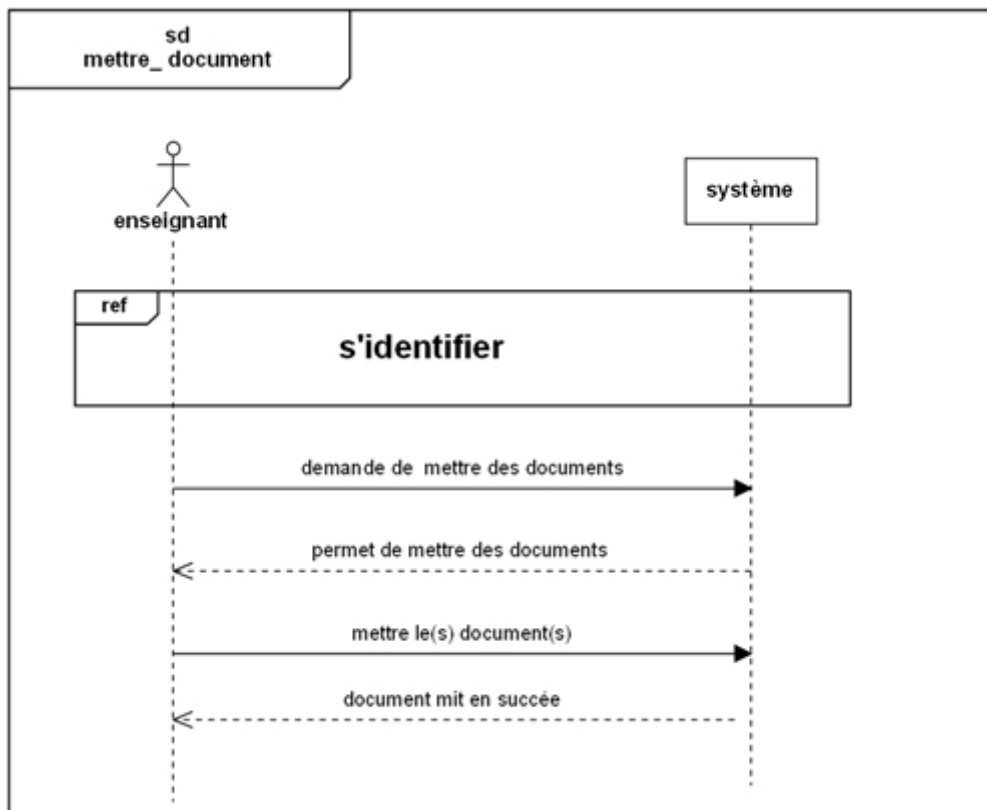 sd
mettre_ document
enseignant
système
ref
s'identifier
demande de mettre des documents
permet de mettre des documents
mettre le(s) document(s)
document mit en succée